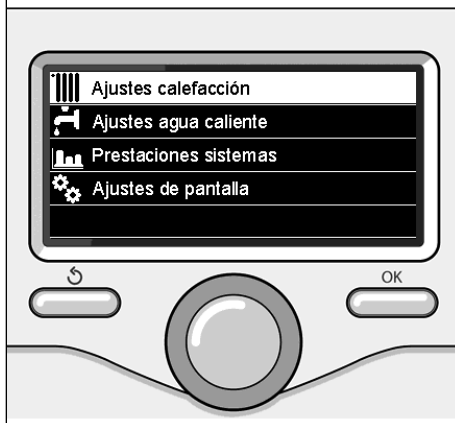 Ajustes calefacción
Ajustes agua caliente
Prestaciones sistemas
Ajustes de pantalla
OK